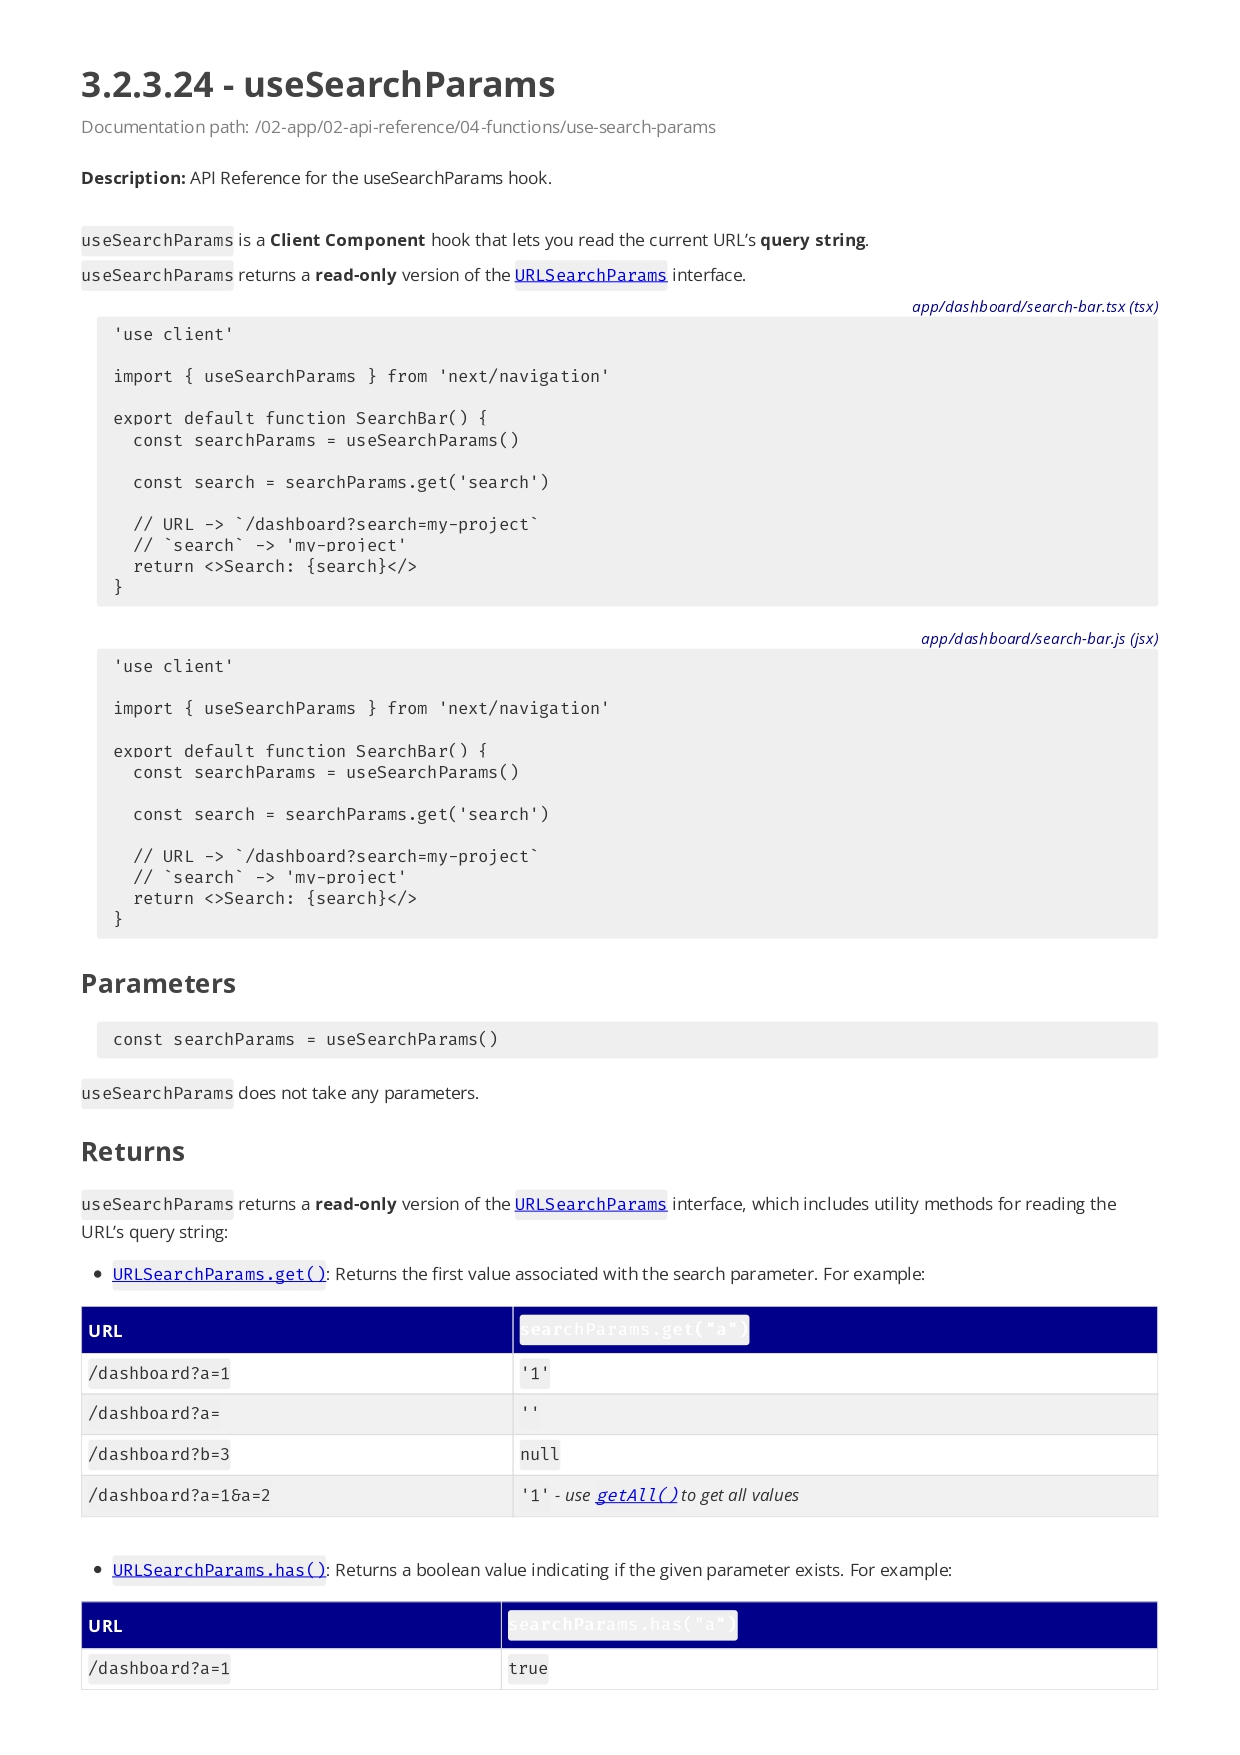 3.2.3.24 - useSearchParams
Documentation path: /02-app/02-api-reference/04-functions/use-search-params
Description: API Reference for the useSearchParams hook.
useSearchParams is a Client Component hook that lets you read the current URL’s query string.
useSearchParams returns a read-only version of the URLSearchParams interface.
app/dashboard/search-bar.tsx (tsx)
'use client'
import { useSearchParams } from 'next/navigation'
export default function SearchBar() {
  const searchParams = useSearchParams()
  const search = searchParams.get('search')
  // URL -> `/dashboard?search=my-project`
  // `search` -> 'my-project'
  return <>Search: {search}</>
}
app/dashboard/search-bar.js (jsx)
'use client'
import { useSearchParams } from 'next/navigation'
export default function SearchBar() {
  const searchParams = useSearchParams()
  const search = searchParams.get('search')
  // URL -> `/dashboard?search=my-project`
  // `search` -> 'my-project'
  return <>Search: {search}</>
}
Parameters
const searchParams = useSearchParams()
useSearchParams does not take any parameters.
Returns
useSearchParams returns a read-only version of the URLSearchParams interface, which includes utility methods for reading the
URL’s query string:
• URLSearchParams.get(): Returns the first value associated with the search parameter. For example:
URL searchParams.get("a")
/dashboard?a=1 '1'
/dashboard?a= ''
/dashboard?b=3 null
/dashboard?a=1&a=2 '1' - use getAll() to get all values
• URLSearchParams.has(): Returns a boolean value indicating if the given parameter exists. For example:
URL searchParams.has("a")
/dashboard?a=1 true